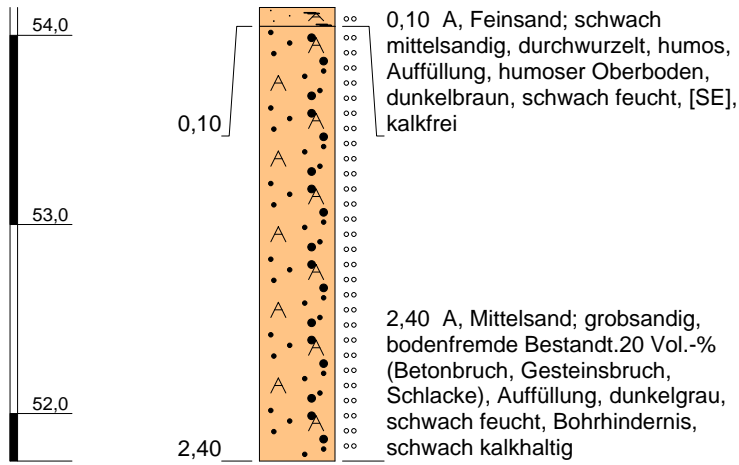 54,0
53,0
52,0
0,10
2,40
0,10 A, Feinsand; schwach
mittelsandig, durchwurzelt, humos,
Auffüllung, humoser Oberboden,
dunkelbraun, schwach feucht, [SE],
kalkfrei
2,40 A, Mittelsand; grobsandig,
bodenfremde Bestandt.20 Vol.-%
(Betonbruch, Gesteinsbruch,
Schlacke), Auffüllung, dunkelgrau,
schwach feucht, Bohrhindernis,
schwach kalkhaltig